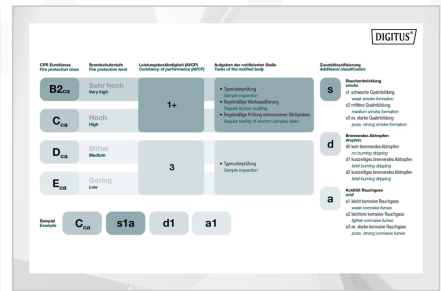 DIGITUS®
CPR Euroklasse
Fire protection class
Brandschutzstufe
Fire protection level
Leistungsbeständigkeit (AVCP)
Constancy of performance (AVCP)
Aufgaben der notifizierten Stelle
Tasks of the notified body
Zusatzklassifizierung
Additional classification
B2ca
Sehr hoch
Very high
Cca
Hoch
High
1+
• Typenunterprüfung
Sample inspection
• Regelmäßige Werksauditierung
Regular factory auditing
• Regelmäßige Prüfung entnommener Stichproben
Regular testing of random samples taken
Dca
Mittel
Medium
Eca
Gering
Low
3
• Typenunterprüfung
Sample inspection
s
Rauchentwicklung
smoke
s1 schwache Qualmbildung
weak smoke formation
s2 mittlere Qualmbildung
medium smoke formation
s3 ev. starke Qualmbildung
poss. strong smoke formation
d
Brennendes Abtropfen
droplets
d0 kein brennendes Abtropfen
no burning dripping
d1 kurzzeitiges brennendes Abtropfen
brief burning dripping
d2 kurzzeitiges brennendes Abtropfen
brief burning dripping
a
Acidität Rauchgase
acid
a1 leicht korrosive Rauchgase
weak corrosive fumes
a2 leichtere korrosive Rauchgase
lighter corrosive fumes
a3 ev. starke korrosive Rauchgase
poss. strong corrosive fumes
Beispiel
Example
Cca s1a d1 a1